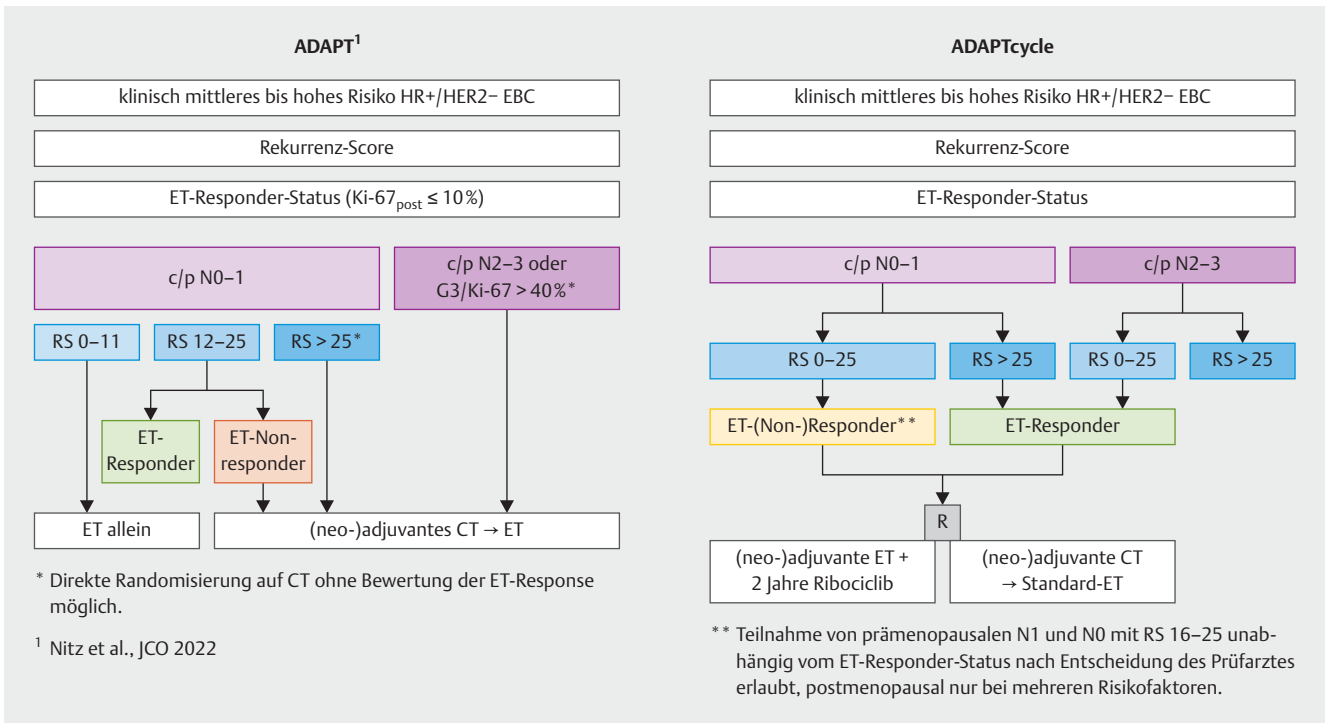 ADAPT¹
klinisch mittleres bis hohes Risiko HR+/HER2− EBC
Rekurrenz-Score
ET-Responder-Status (Ki-67post ≤ 10%)
c/p N0–1
c/p N2–3 oder
G3/Ki-67 > 40%*
RS 0–11
RS 12–25
RS > 25*
ET-
Responder
ET-Non-
responder
ET allein
(neo-)adjuvantes CT → ET
* Direkte Randomisierung auf CT ohne Bewertung der ET-Response
möglich.
¹ Nitz et al., JCO 2022
ADAPTcycle
klinisch mittleres bis hohes Risiko HR+/HER2− EBC
Rekurrenz-Score
ET-Responder-Status
c/p N0–1
c/p N2–3
RS 0–25
RS > 25
RS 0–25
RS > 25
ET-(Non-)Responder**
ET-Responder
R
(neo-)adjuvante ET +
2 Jahre Ribociclib
(neo-)adjuvante CT
→ Standard-ET
** Teilnahme von prämenopausalen N1 und N0 mit RS 16–25 unab-
hängig vom ET-Responder-Status nach Entscheidung des Prüfarztes
erlaubt, postmenopausal nur bei mehreren Risikofaktoren.